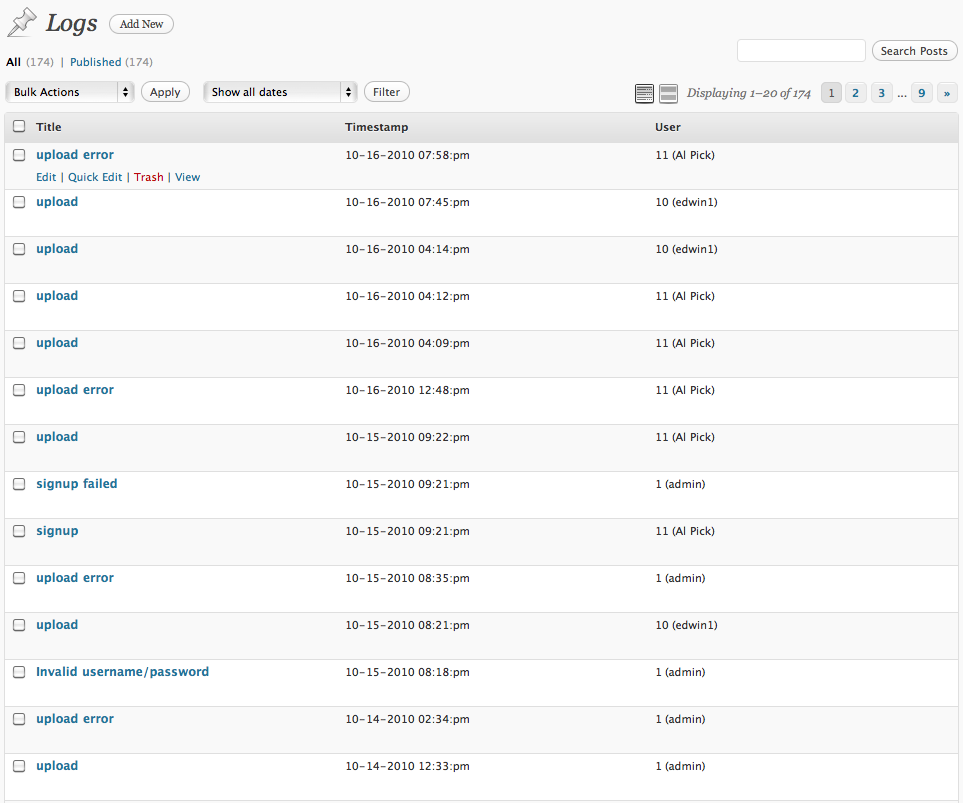 Logs Add New
All (174) | Published (174)
Search Posts
Bulk Actions Apply Show all dates Filter Displaying 1–20 of 174 1 2 3 ... 9 »
Title Timestamp User
upload error 10-16-2010 07:58:pm 11 (Al Pick)
Edit | Quick Edit | Trash | View
upload 10-16-2010 07:45:pm 10 (edwin1)
upload 10-16-2010 04:14:pm 10 (edwin1)
upload 10-16-2010 04:12:pm 11 (Al Pick)
upload 10-16-2010 04:09:pm 11 (Al Pick)
upload error 10-16-2010 12:48:pm 11 (Al Pick)
upload 10-15-2010 09:22:pm 11 (Al Pick)
signup failed 10-15-2010 09:21:pm 1 (admin)
signup 10-15-2010 09:21:pm 11 (Al Pick)
upload error 10-15-2010 08:35:pm 1 (admin)
upload 10-15-2010 08:21:pm 10 (edwin1)
Invalid username/password 10-15-2010 08:18:pm 1 (admin)
upload error 10-14-2010 02:34:pm 1 (admin)
upload 10-14-2010 12:33:pm 1 (admin)